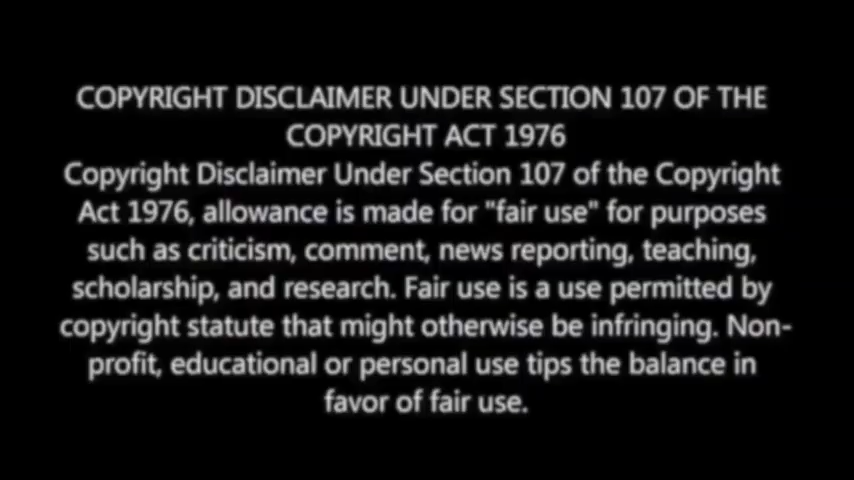 COPYRIGHT DISCLAIMER UNDER SECTION 107 OF THE
COPYRIGHT ACT 1976
Copyright Disclaimer Under Section 107 of the Copyright
Act 1976, allowance is made for "fair use" for purposes
such as criticism, comment, news reporting, teaching,
scholarship, and research. Fair use is a use permitted by
copyright statute that might otherwise be infringing. Non-
profit, educational or personal use tips the balance in
favor of fair use.